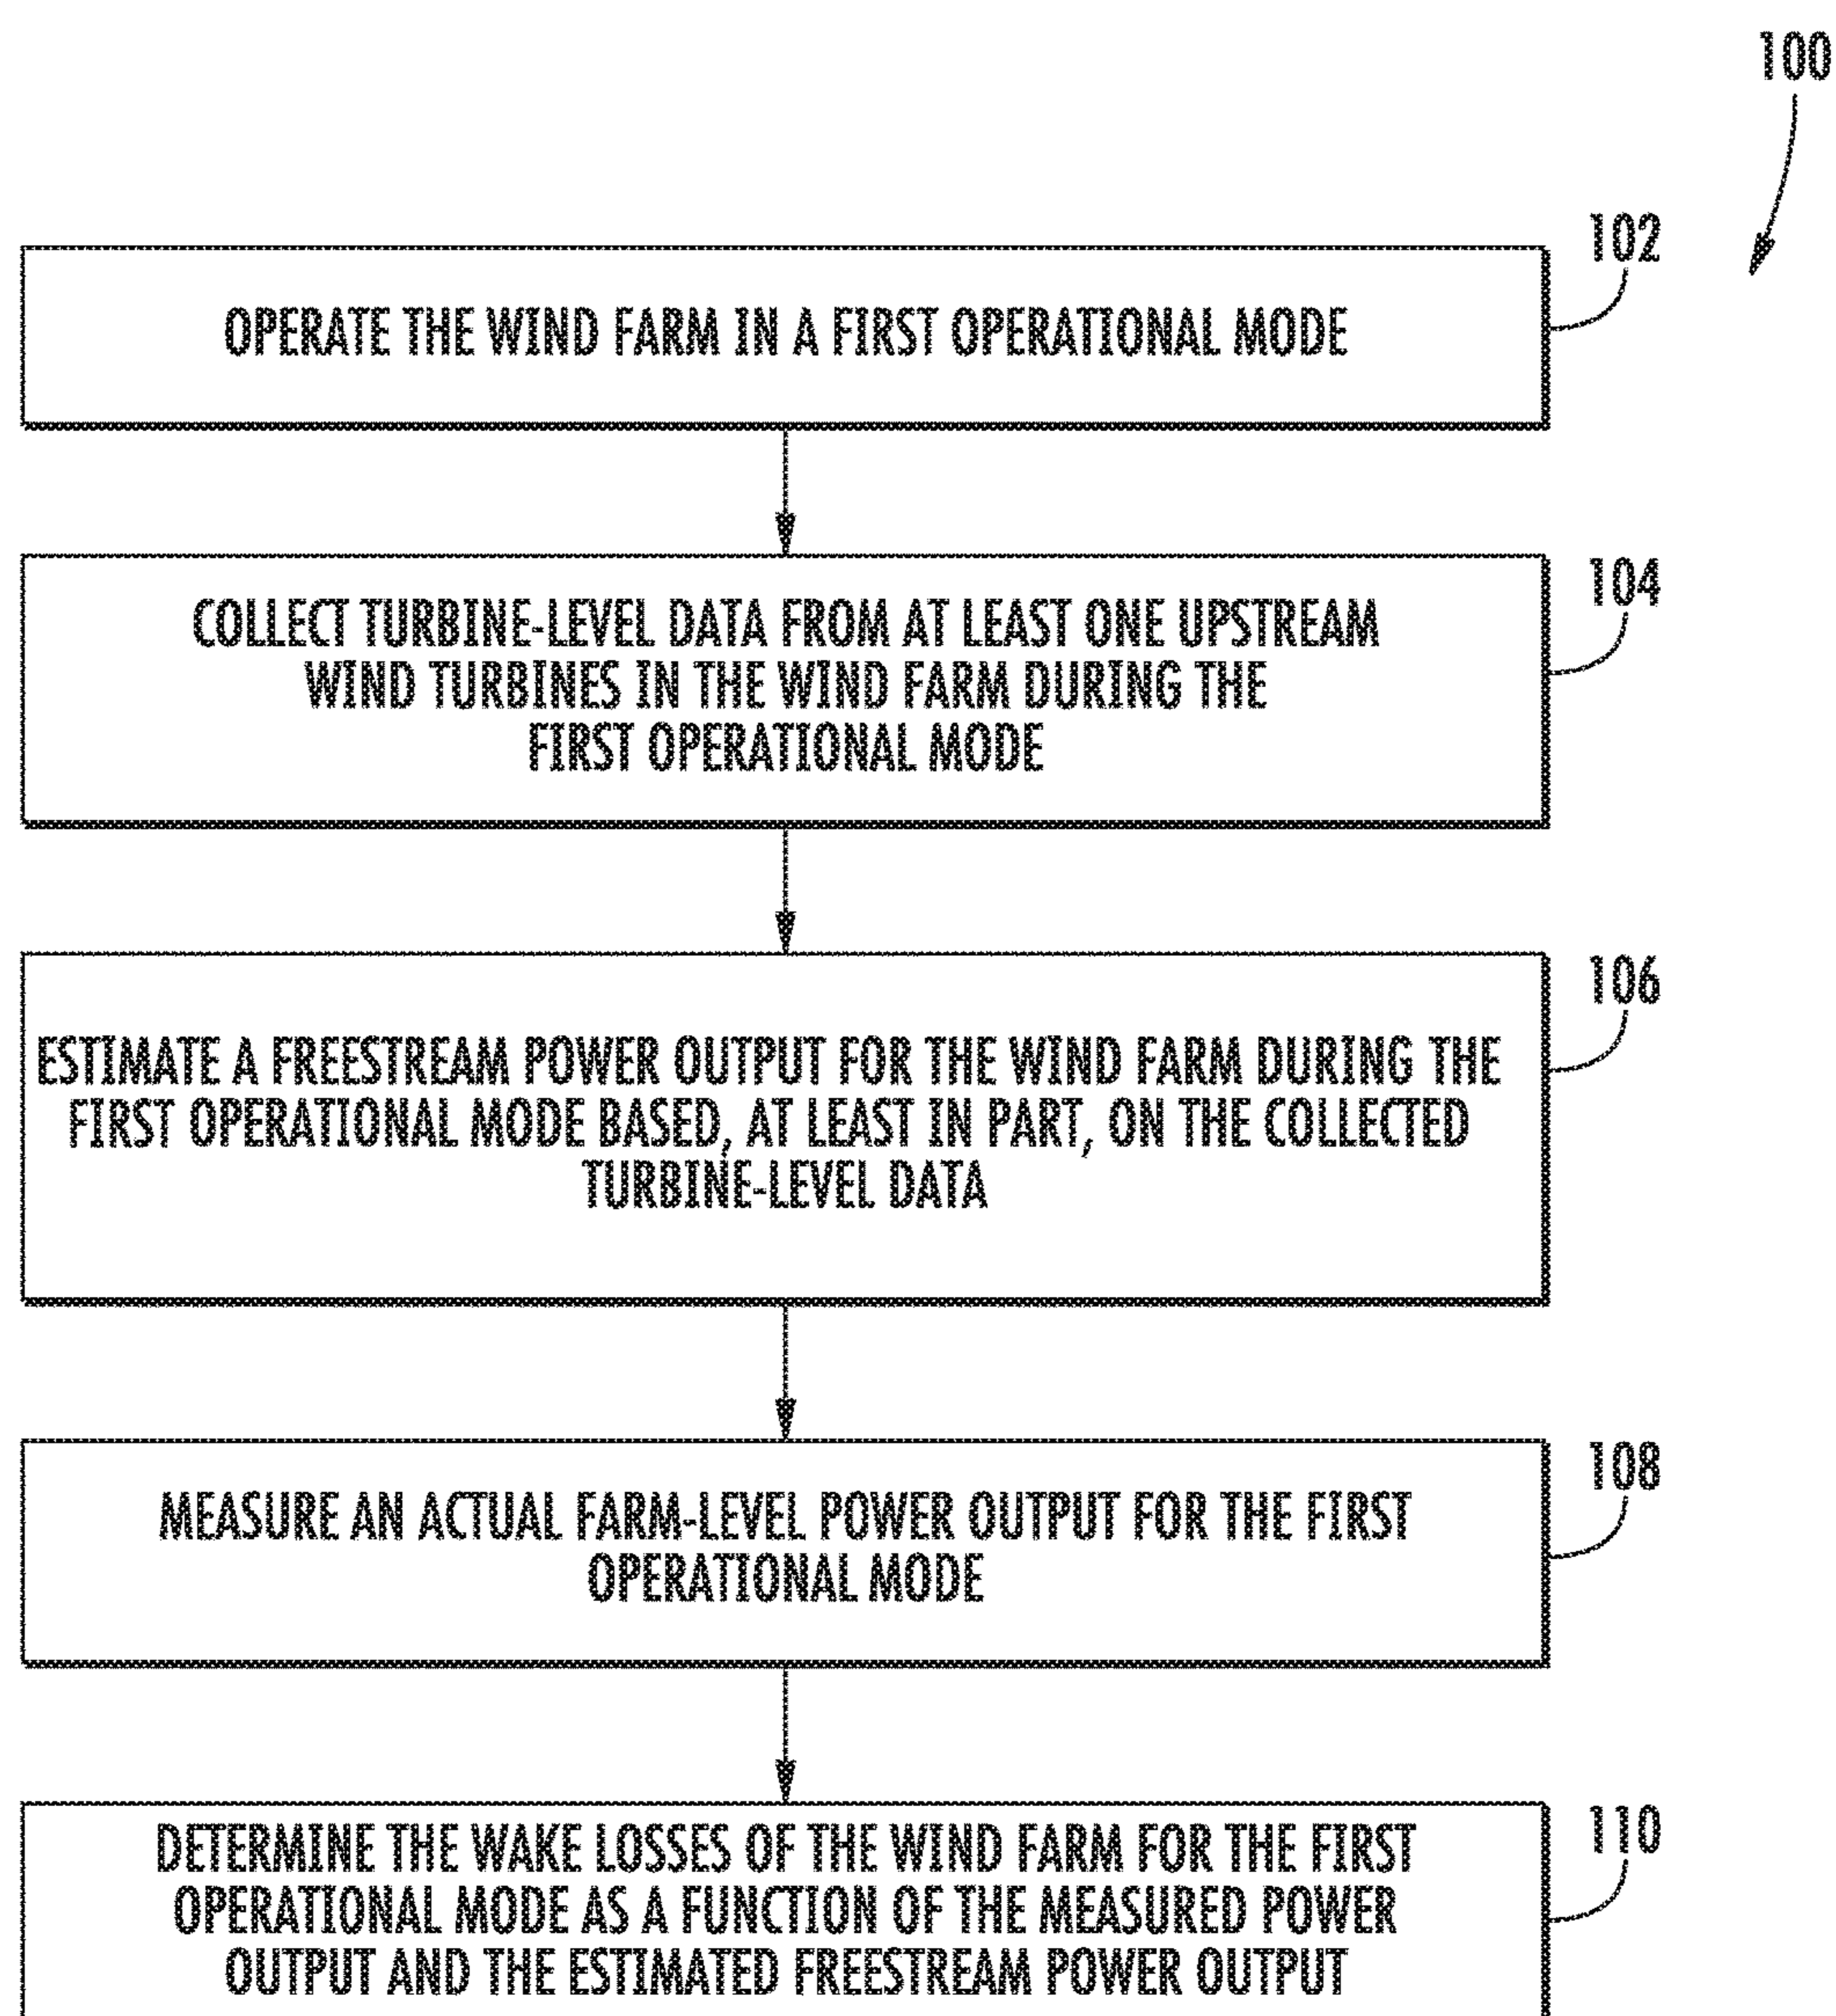 100
102
OPERATE THE WIND FARM IN A FIRST OPERATIONAL MODE
104
COLLECT TURBINE-LEVEL DATA FROM AT LEAST ONE UPSTREAM
WIND TURBINES IN THE WIND FARM DURING THE
FIRST OPERATIONAL MODE
106
ESTIMATE A FREESTREAM POWER OUTPUT FOR THE WIND FARM DURING THE
FIRST OPERATIONAL MODE BASED, AT LEAST IN PART, ON THE COLLECTED
TURBINE-LEVEL DATA
108
MEASURE AN ACTUAL FARM-LEVEL POWER OUTPUT FOR THE FIRST
OPERATIONAL MODE
110
DETERMINE THE WAKE LOSSES OF THE WIND FARM FOR THE FIRST
OPERATIONAL MODE AS A FUNCTION OF THE MEASURED POWER
OUTPUT AND THE ESTIMATED FREESTREAM POWER OUTPUT